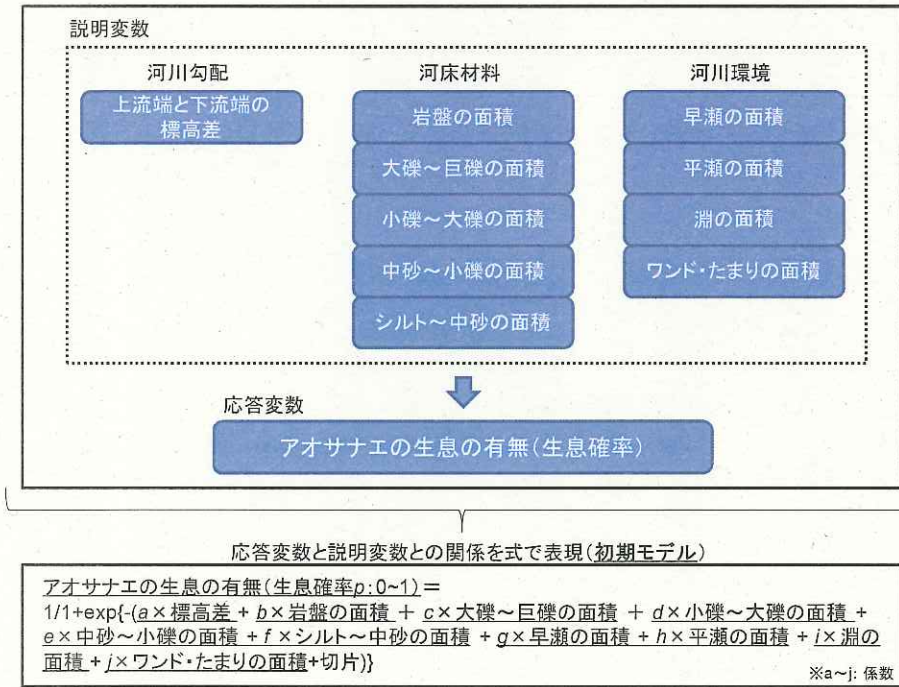 説明変数
河川勾配
上流端と下流端の
標高差
河床材料
岩盤の面積
大礫～巨礫の面積
小礫～大礫の面積
中砂～小礫の面積
シルト～中砂の面積
河川環境
早瀬の面積
平瀬の面積
淵の面積
ワンド・たまりの面積
応答変数
アオサナエの生息の有無(生息確率)
応答変数と説明変数との関係を式で表現(初期モデル)
アオサナエの生息の有無(生息確率p:0~1)＝
1/1+exp{-(a×標高差 + b×岩盤の面積 ＋ c×大礫～巨礫の面積 ＋ d×小礫～大礫の面積 +
e×中砂～小礫の面積 + f×シルト～中砂の面積 + g×早瀬の面積 + h×平瀬の面積 + i×淵の
面積 + j×ワンド・たまりの面積+切片)}
※a～j: 係数